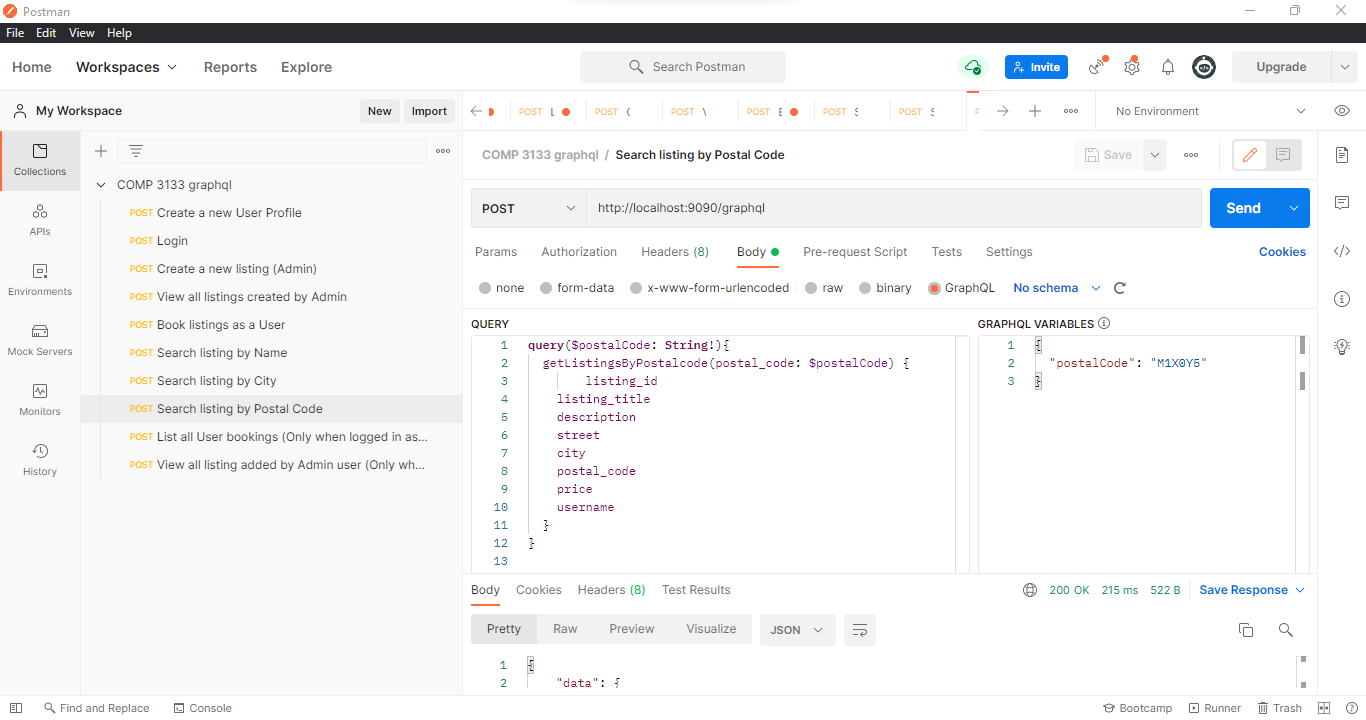 Postman
File Edit View Help
Home Workspaces Reports Explore Search Postman Invite Upgrade
My Workspace New Import
POST L POST POST POST E POST S POST S No Environment
Collections
APIs
Environments
Mock Servers
Monitors
History
COMP 3133 graphql
POST Create a new User Profile
POST Login
POST Create a new listing (Admin)
POST View all listings created by Admin
POST Book listings as a User
POST Search listing by Name
POST Search listing by City
POST Search listing by Postal Code
POST List all User bookings (Only when logged in as...
POST View all listing added by Admin user (Only wh...
COMP 3133 graphql / Search listing by Postal Code Save
POST http://localhost:9090/graphql Send
Params Authorization Headers (8) Body Pre-request Script Tests Settings Cookies
none form-data x-www-form-urlencoded raw binary GraphQL No schema
QUERY
1 query($postalCode: String!){
2 getListingsByPostalcode(postal_code: $postalCode) {
3 listing_id
4 listing_title
5 description
6 street
7 city
8 postal_code
9 price
10 username
11 }
12 }
13
GRAPHQL VARIABLES
1 {
2 "postalCode": "M1X0Y5"
3 }
Body Cookies Headers (8) Test Results 200 OK 215 ms 522 B Save Response
Pretty Raw Preview Visualize JSON
1 {
2 "data": {
Find and Replace Console Bootcamp Runner Trash